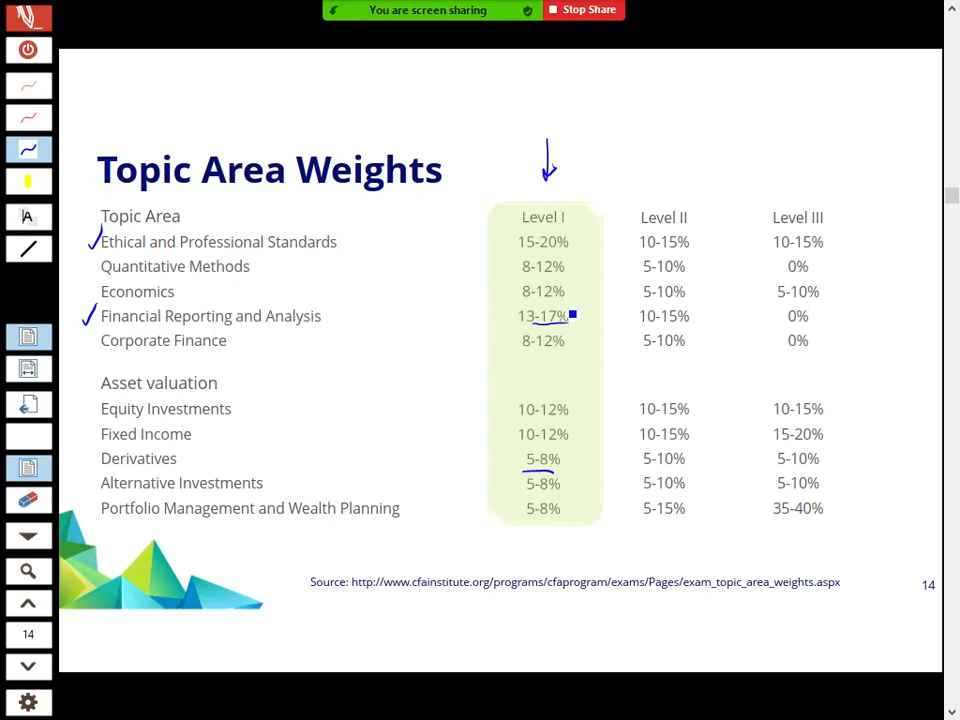 You are screen sharing Stop Share
Topic Area Weights
Topic Area Level I Level II Level III
Ethical and Professional Standards 15-20% 10-15% 10-15%
Quantitative Methods 8-12% 5-10% 0%
Economics 8-12% 5-10% 5-10%
Financial Reporting and Analysis 13-17% 10-15% 0%
Corporate Finance 8-12% 5-10% 0%
Asset valuation
Equity Investments 10-12% 10-15% 10-15%
Fixed Income 10-12% 10-15% 15-20%
Derivatives 5-8% 5-10% 5-10%
Alternative Investments 5-8% 5-10% 5-10%
Portfolio Management and Wealth Planning 5-8% 5-15% 35-40%
Source: http://www.cfainstitute.org/programs/cfaprogram/exams/Pages/exam_topic_area_weights.aspx
14
A
14